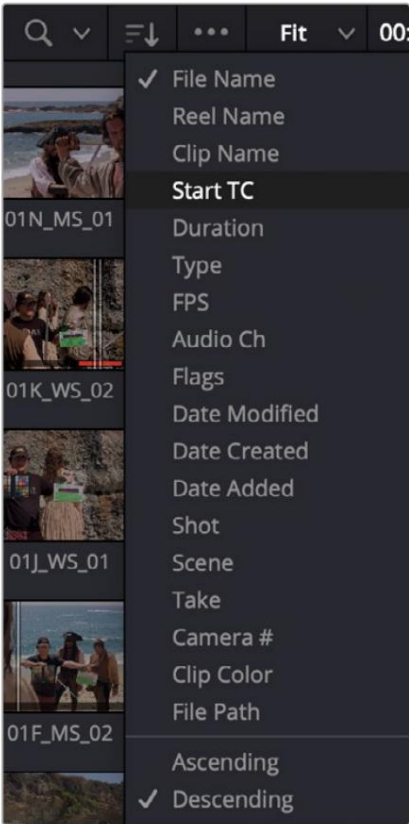 Fit 00:
✓ File Name
Reel Name
Clip Name
Start TC
01N_MS_01
Duration
Type
FPS
Audio Ch
Flags
01K_WS_02
Date Modified
Date Created
Date Added
Shot
01J_WS_01
Scene
Take
Camera #
Clip Color
File Path
01F_MS_02
Ascending
✓ Descending